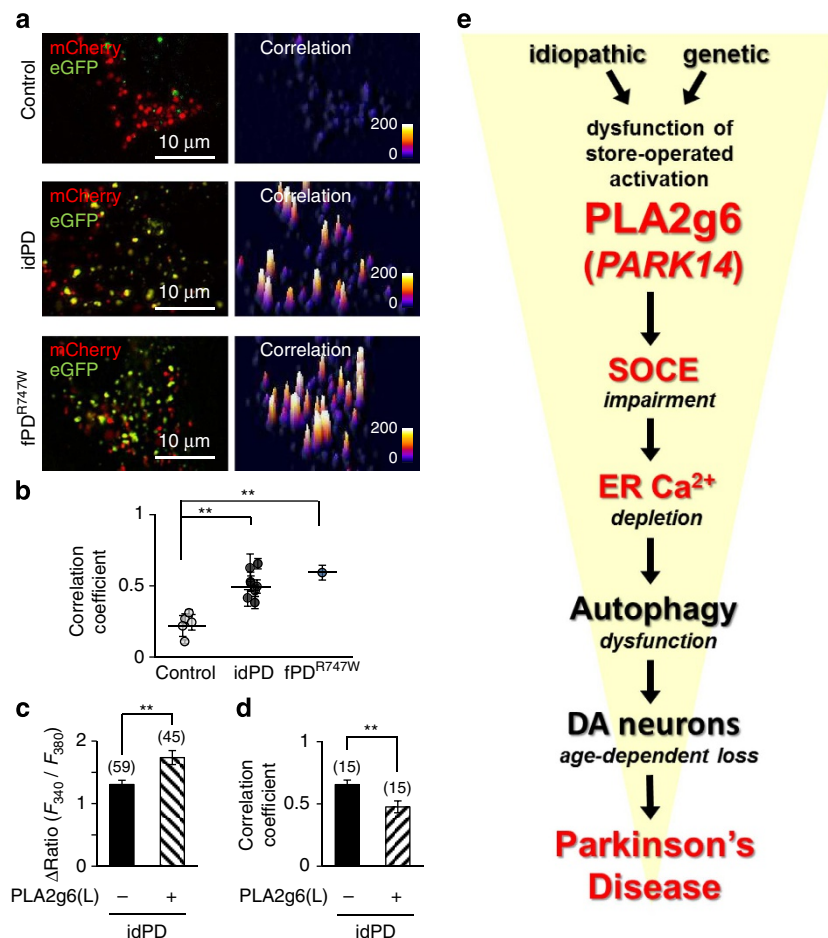 a
Control
mCherry
eGFP
10 μm
Correlation
200
0
idPD
mCherry
eGFP
10 μm
Correlation
200
0
fPD^R747W
mCherry
eGFP
10 μm
Correlation
200
0
b
Correlation
coefficient
1
0.5
0
**
**
Control idPD fPD^R747W
c
ΔRatio (F340 / F380)
2
1
0
**
(59)
(45)
PLA2g6(L) – +
idPD
d
Correlation
coefficient
1
0.5
0
**
(15)
(15)
PLA2g6(L) – +
idPD
e
idiopathic genetic
dysfunction of
store-operated
activation
PLA2g6
(PARK14)
SOCE
impairment
ER Ca²⁺
depletion
Autophagy
dysfunction
DA neurons
age-dependent loss
Parkinson's
Disease